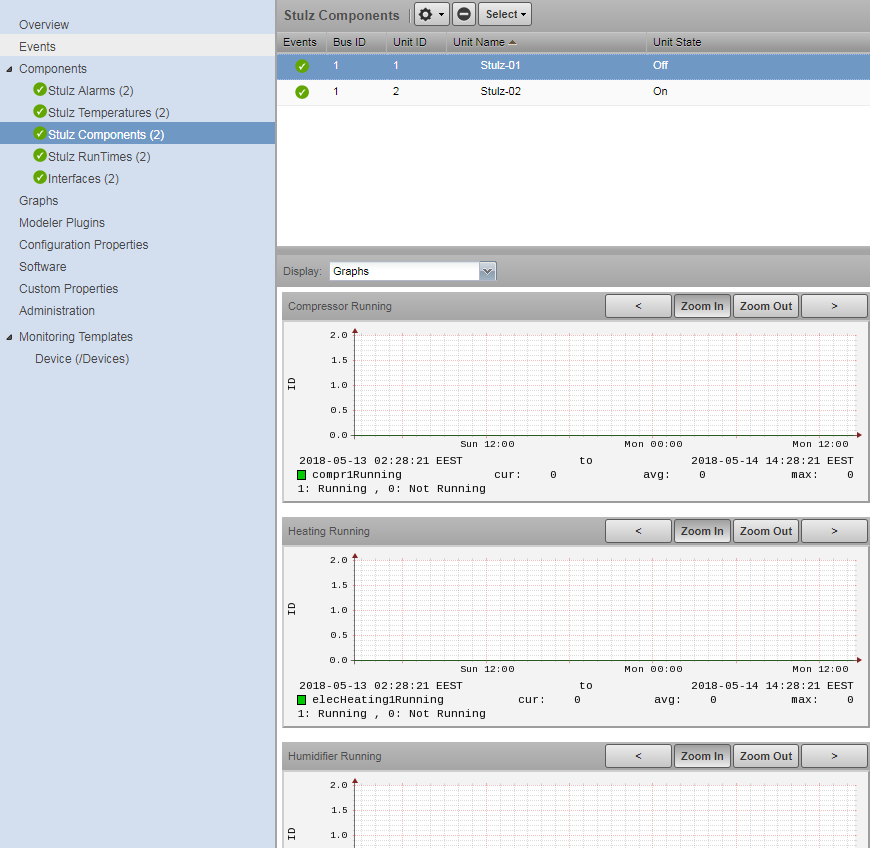 Overview
Events
Components
Stulz Alarms (2)
Stulz Temperatures (2)
Stulz Components (2)
Stulz RunTimes (2)
Interfaces (2)
Graphs
Modeler Plugins
Configuration Properties
Software
Custom Properties
Administration
Monitoring Templates
Device (/Devices)
Stulz Components Select
Events Bus ID Unit ID Unit Name Unit State
1 1 Stulz-01 Off
1 2 Stulz-02 On
Display: Graphs
Compressor Running < Zoom In Zoom Out >
2.0
1.5
1.0
0.5
0.0
ID
Sun 12:00 Mon 00:00 Mon 12:00
2018-05-13 02:28:21 EEST to 2018-05-14 14:28:21 EEST
compr1Running cur: 0 avg: 0 max: 0
1: Running , 0: Not Running
Heating Running < Zoom In Zoom Out >
2.0
1.5
1.0
0.5
0.0
ID
Sun 12:00 Mon 00:00 Mon 12:00
2018-05-13 02:28:21 EEST to 2018-05-14 14:28:21 EEST
elecHeating1Running cur: 0 avg: 0 max: 0
1: Running , 0: Not Running
Humidifier Running < Zoom In Zoom Out >
2.0
1.5
1.0
ID